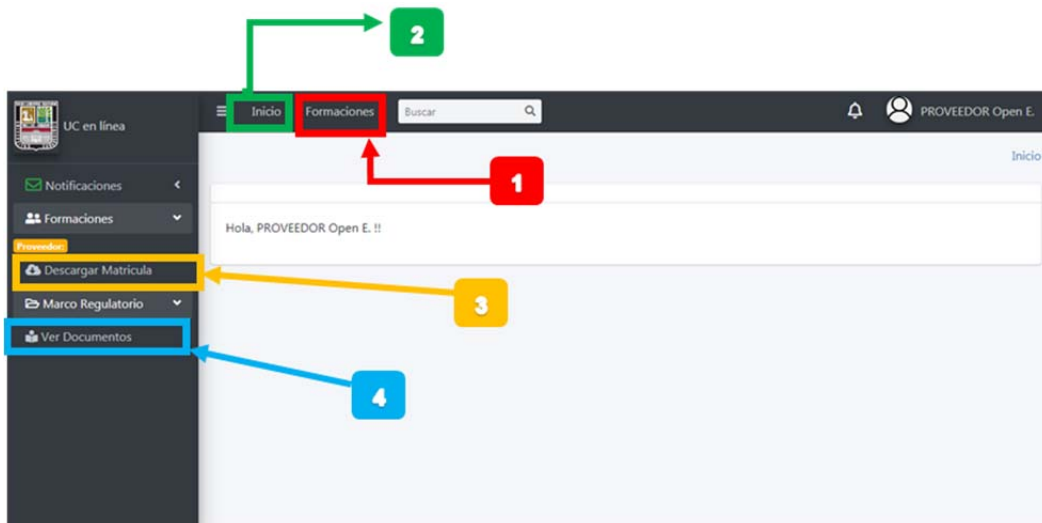 2
UC en línea
Inicio Formaciones Buscar
PROVEEDOR Open E.
Inicio
1
Notificaciones
Formaciones
Hola, PROVEEDOR Open E. !!
Proveedor:
Descargar Matrícula
3
Marco Regulatorio
Ver Documentos
4